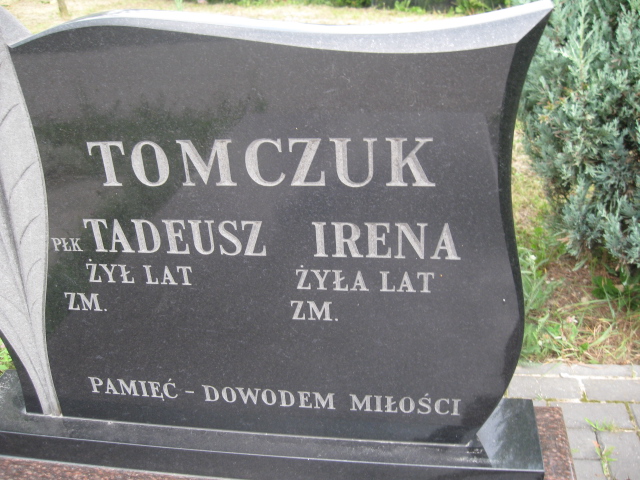 TOMCZUK
PŁK TADEUSZ IRENA
ŻYŁ LAT ŻYŁA LAT
ZM. ZM.
PAMIĘĆ - DOWODEM MIŁOŚCI